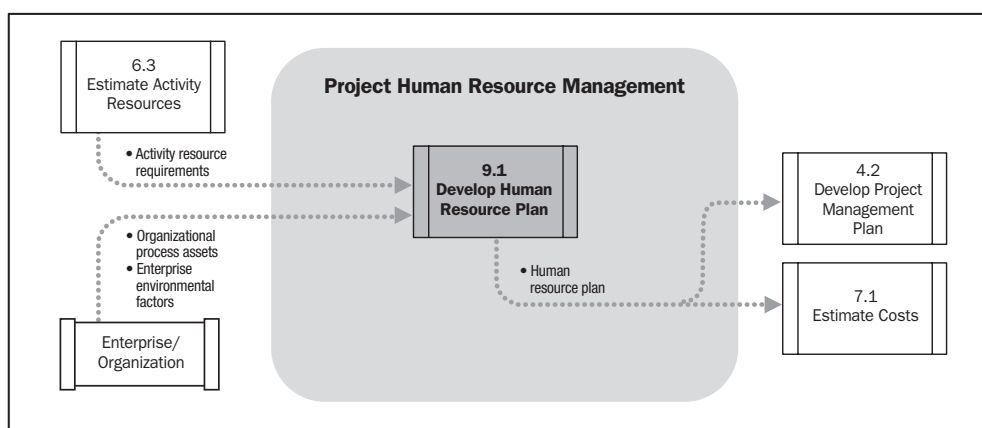 6.3
Estimate Activity
Resources
Project Human Resource Management
• Activity resource
requirements
9.1
Develop Human
Resource Plan
4.2
Develop Project
Management
Plan
• Organizational
process assets
• Enterprise
environmental
factors
• Human
resource plan
7.1
Estimate Costs
Enterprise/
Organization